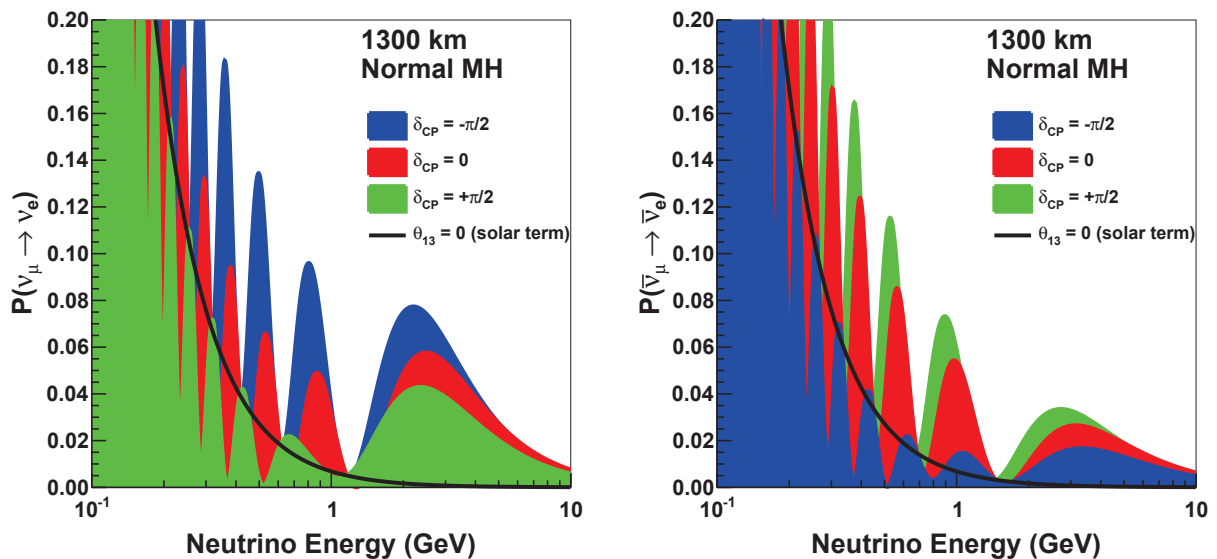 1300 km
Normal MH
δCP = -π/2
δCP = 0
δCP = +π/2
θ13 = 0 (solar term)
P(νμ → νe)
0.20
0.18
0.16
0.14
0.12
0.10
0.08
0.06
0.04
0.02
0.00
10-1
1
10
Neutrino Energy (GeV)
1300 km
Normal MH
δCP = -π/2
δCP = 0
δCP = +π/2
θ13 = 0 (solar term)
P(ν̅μ → ν̅e)
0.20
0.18
0.16
0.14
0.12
0.10
0.08
0.06
0.04
0.02
0.00
10-1
1
10
Neutrino Energy (GeV)